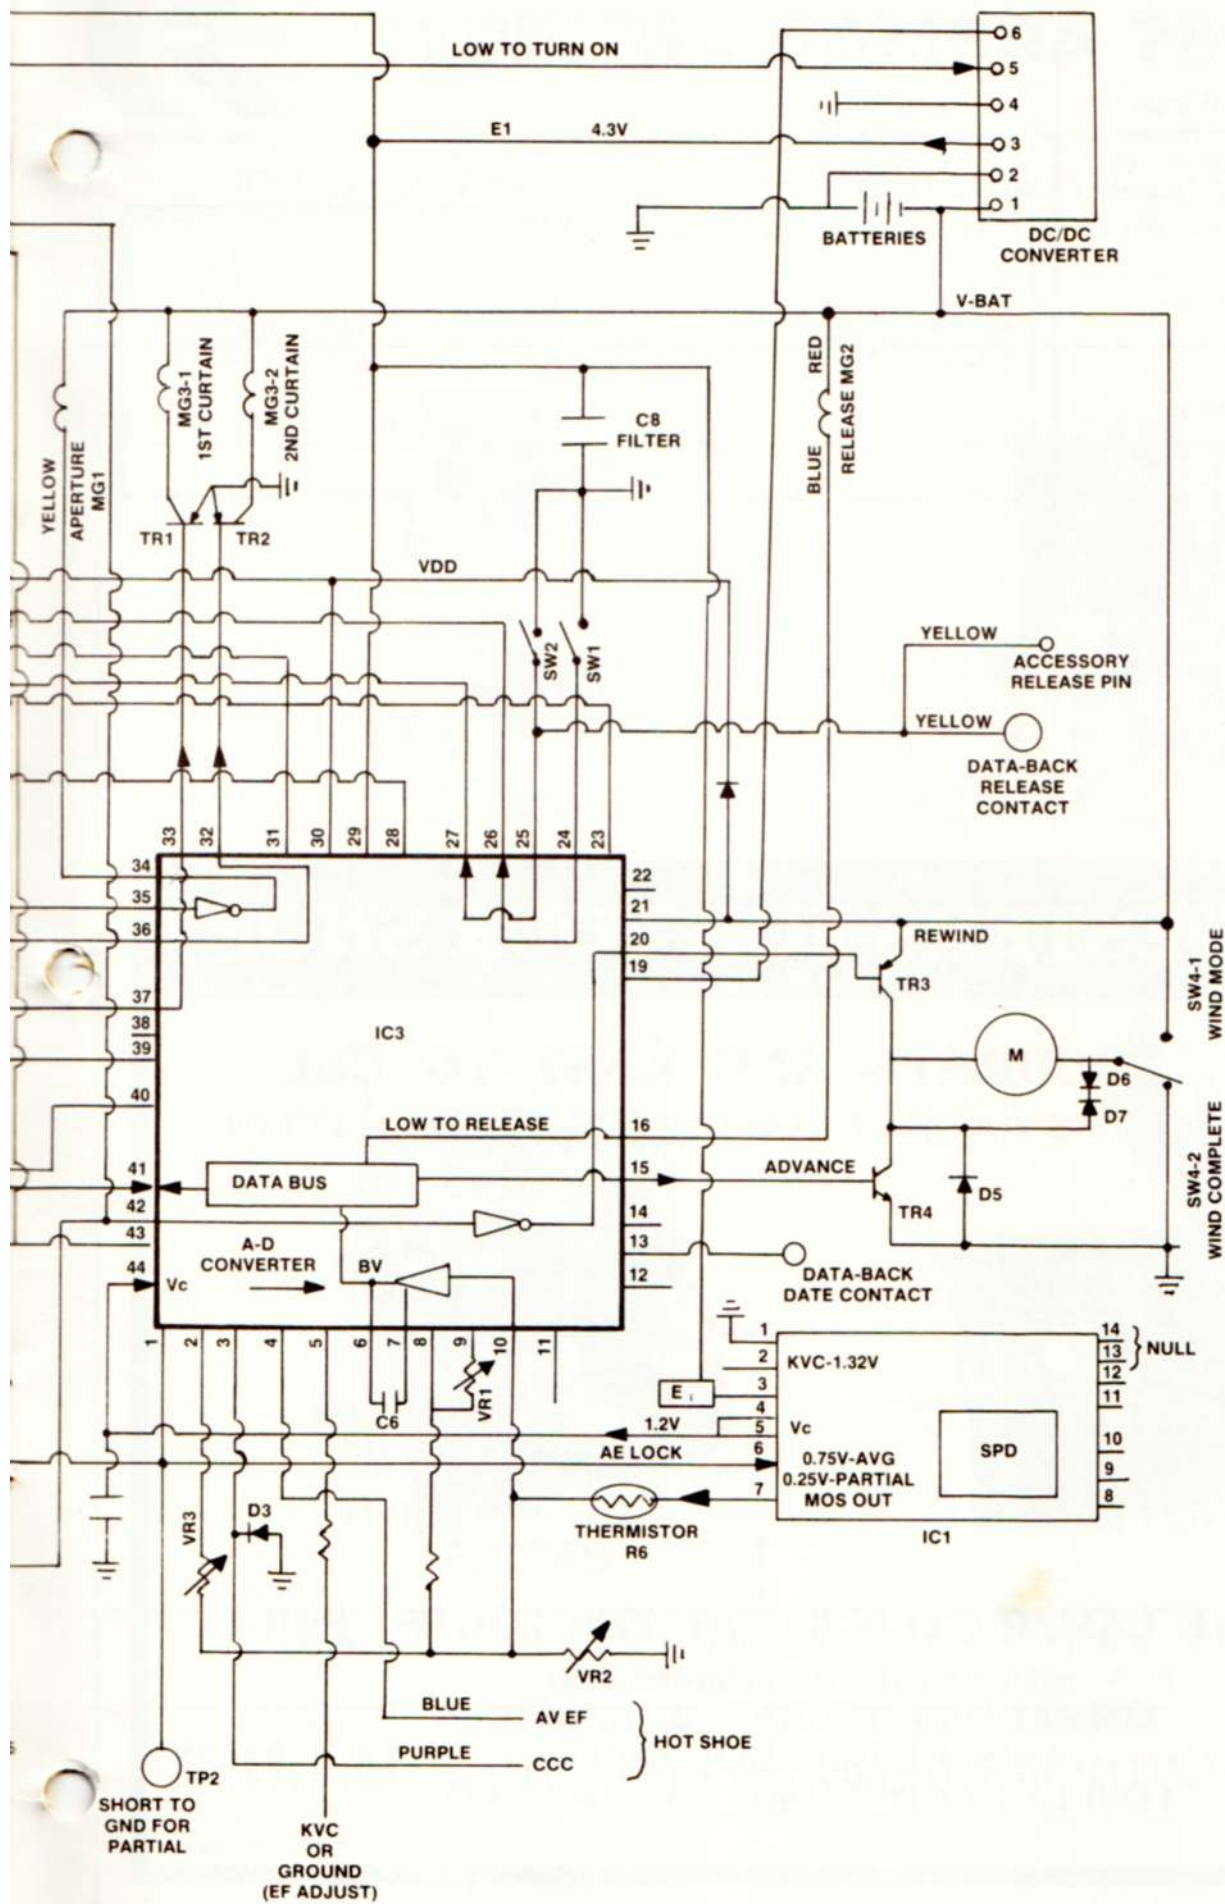 6
LOW TO TURN ON
5
4
E1 4.3V
3
2
1
BATTERIES
DC/DC
CONVERTER
V-BAT
MG3-1
1ST CURTAIN
MG3-2
2ND CURTAIN
RED
BLUE
RELEASE MG2
C8
FILTER
YELLOW
APERTURE
MG1
TR1
TR2
VDD
SW2
SW1
YELLOW
ACCESSORY
RELEASE PIN
YELLOW
DATA-BACK
RELEASE
CONTACT
33
32
31
30
29
28
27
26
25
24
23
34
35
36
37
38
39
40
41
42
43
44
22
21
20
19
16
15
14
13
12
REWIND
TR3
IC3
M
SW4-1
WIND MODE
D6
D7
LOW TO RELEASE
DATA BUS
ADVANCE
TR4
D5
SW4-2
WIND COMPLETE
A-D
CONVERTER
BV
Vc
DATA-BACK
DATE CONTACT
1
2
3
4
5
6
7
8
9
10
11
C6
VR1
1
2
3
4
5
6
7
KVC-1.32V
E
1.2V
Vc
AE LOCK
0.75V-AVG
0.25V-PARTIAL
MOS OUT
SPD
14
13
12
11
10
9
8
NULL
IC1
THERMISTOR
R6
VR3
D3
VR2
BLUE
AV EF
PURPLE
CCC
HOT SHOE
TP2
SHORT TO
GND FOR
PARTIAL
KVC
OR
GROUND
(EF ADJUST)